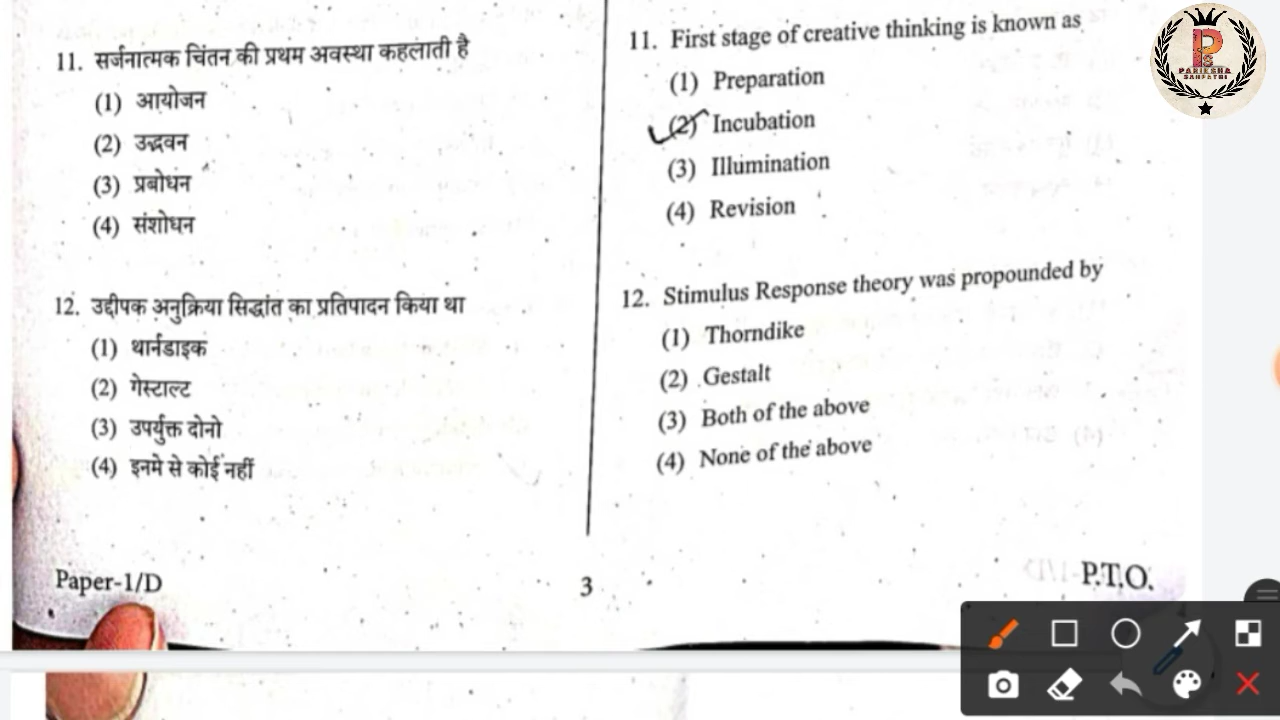 11. सर्जनात्मक चिंतन की प्रथम अवस्था कहलाती है
(1) आयोजन
(2) उद्भवन
(3) प्रबोधन
(4) संशोधन
12. उद्दीपक अनुक्रिया सिद्धांत का प्रतिपादन किया था
(1) थार्नडाइक
(2) गेस्टाल्ट
(3) उपर्युक्त दोनो
(4) इनमे से कोई नहीं
11. First stage of creative thinking is known as
(1) Preparation
(2) Incubation
(3) Illumination
(4) Revision
12. Stimulus Response theory was propounded by
(1) Thorndike
(2) Gestalt
(3) Both of the above
(4) None of the above
Paper-1/D
3
P.T.O.
PS
PARIKSHA
SAHPATHI